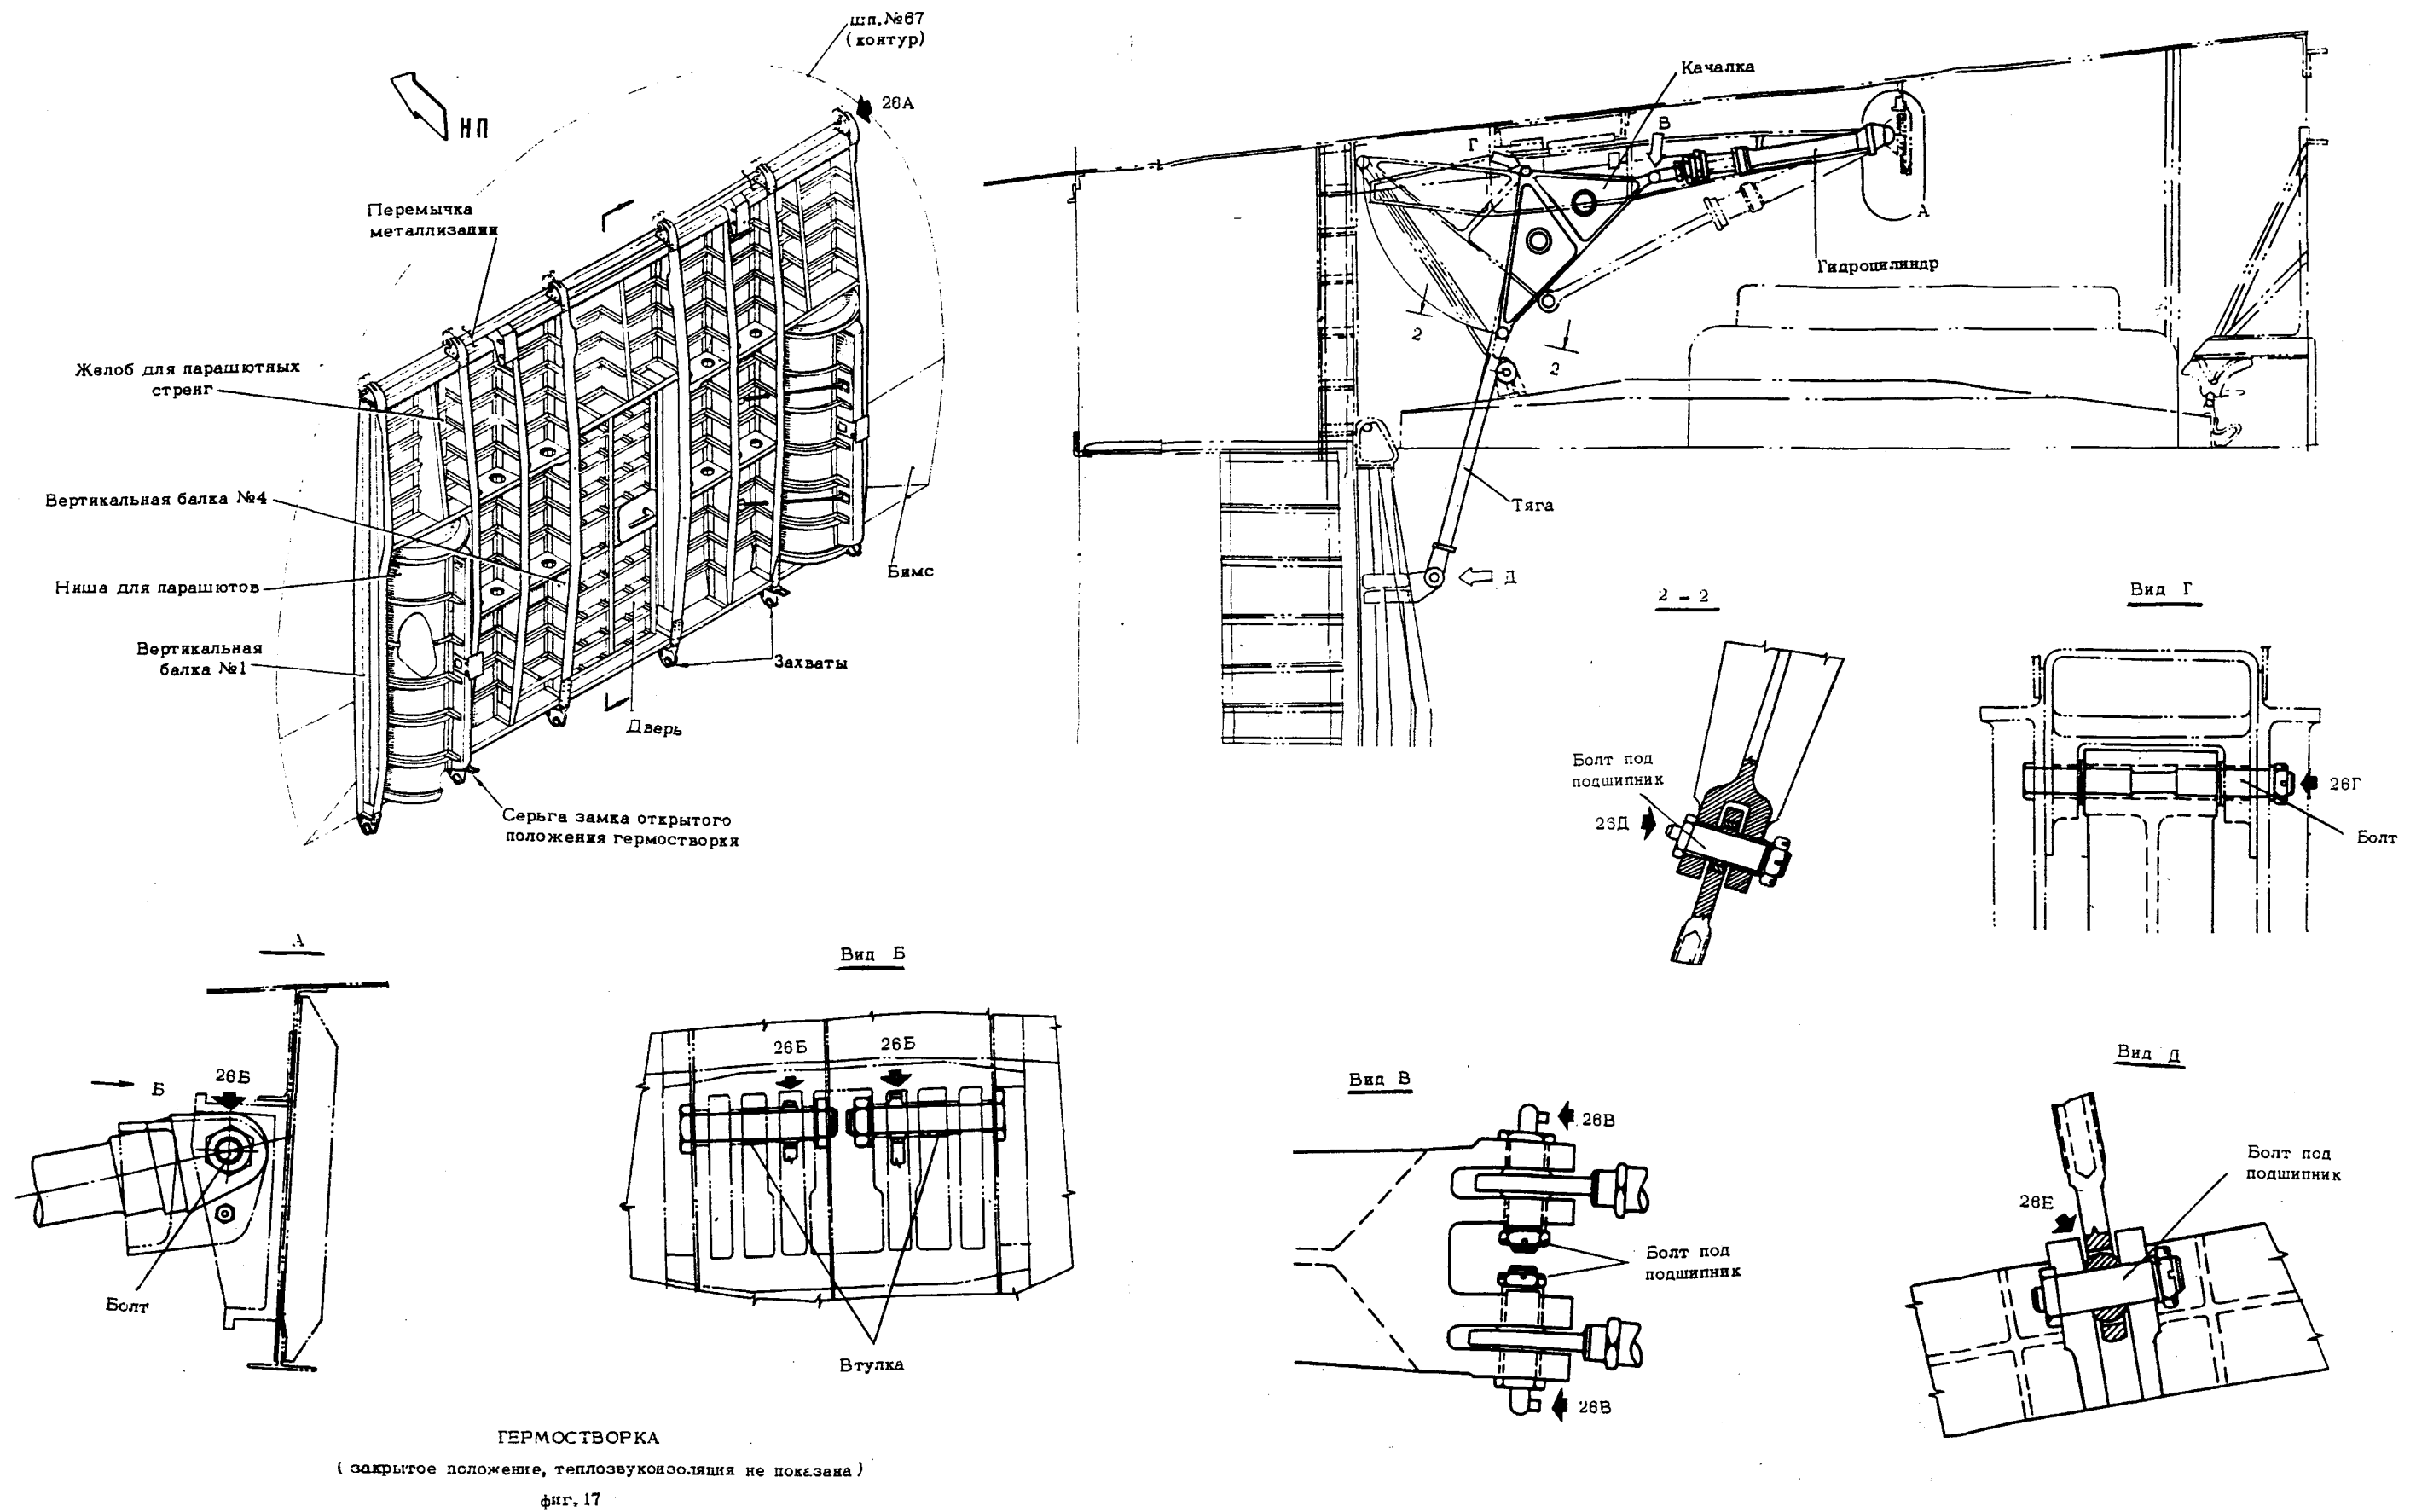 шп.№67
(контур)
26А
НП
Перемычка
металлизации
Желоб для парашютных
стренг
Вертикальная балка №4
Ниша для парашютов
Вертикальная
балка №1
Бимс
Захваты
Дверь
Серьга замка открытого
положения гермостворки
Качалка
В
Г
А
Гидроцилиндр
2
2
Тяга
Д
2 – 2
Болт под
подшипник
26Д
Вид Г
26Г
Болт
А
Б
26Б
Болт
Вид Б
26Б
26Б
Втулка
Вид В
26В
Болт под
подшипник
26В
Вид Д
Болт под
подшипник
26Е
ГЕРМОСТВОРКА
( закрытое положение, теплозвукоизоляция не показана )
фиг. 17